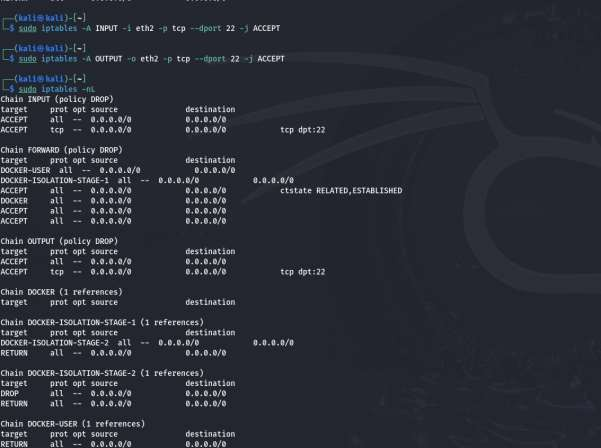 RETURN all -- 0.0.0.0/0 0.0.0.0/0
┌──(kali㉿kali)-[~]
└─$ sudo iptables -A INPUT -i eth2 -p tcp --dport 22 -j ACCEPT
┌──(kali㉿kali)-[~]
└─$ sudo iptables -A OUTPUT -o eth2 -p tcp --dport 22 -j ACCEPT
┌──(kali㉿kali)-[~]
└─$ sudo iptables -nL
Chain INPUT (policy DROP)
target prot opt source destination
ACCEPT all -- 0.0.0.0/0 0.0.0.0/0
ACCEPT tcp -- 0.0.0.0/0 0.0.0.0/0 tcp dpt:22
Chain FORWARD (policy DROP)
target prot opt source destination
DOCKER-USER all -- 0.0.0.0/0 0.0.0.0/0
DOCKER-ISOLATION-STAGE-1 all -- 0.0.0.0/0 0.0.0.0/0
ACCEPT all -- 0.0.0.0/0 0.0.0.0/0 ctstate RELATED,ESTABLISHED
DOCKER all -- 0.0.0.0/0 0.0.0.0/0
ACCEPT all -- 0.0.0.0/0 0.0.0.0/0
ACCEPT all -- 0.0.0.0/0 0.0.0.0/0
Chain OUTPUT (policy DROP)
target prot opt source destination
ACCEPT all -- 0.0.0.0/0 0.0.0.0/0
ACCEPT tcp -- 0.0.0.0/0 0.0.0.0/0 tcp dpt:22
Chain DOCKER (1 references)
target prot opt source destination
Chain DOCKER-ISOLATION-STAGE-1 (1 references)
target prot opt source destination
DOCKER-ISOLATION-STAGE-2 all -- 0.0.0.0/0 0.0.0.0/0
RETURN all -- 0.0.0.0/0 0.0.0.0/0
Chain DOCKER-ISOLATION-STAGE-2 (1 references)
target prot opt source destination
DROP all -- 0.0.0.0/0 0.0.0.0/0
RETURN all -- 0.0.0.0/0 0.0.0.0/0
Chain DOCKER-USER (1 references)
target prot opt source destination
RETURN all -- 0.0.0.0/0 0.0.0.0/0